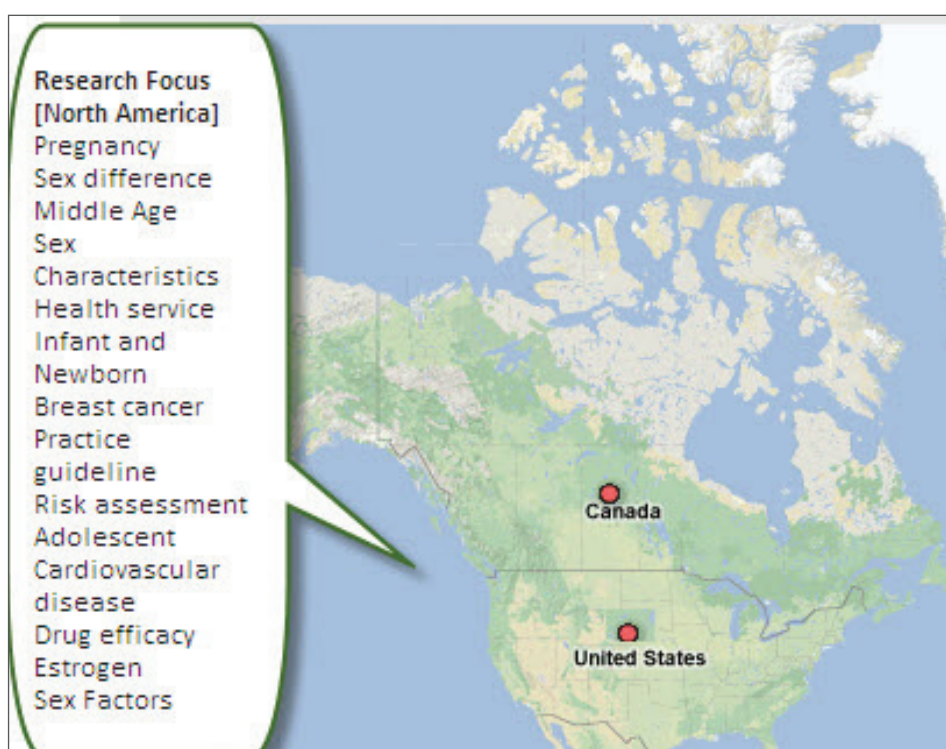 Research Focus
[North America]
Pregnancy
Sex difference
Middle Age
Sex
Characteristics
Health service
Infant and
Newborn
Breast cancer
Practice
guideline
Risk assessment
Adolescent
Cardiovascular
disease
Drug efficacy
Estrogen
Sex Factors
Canada
United States